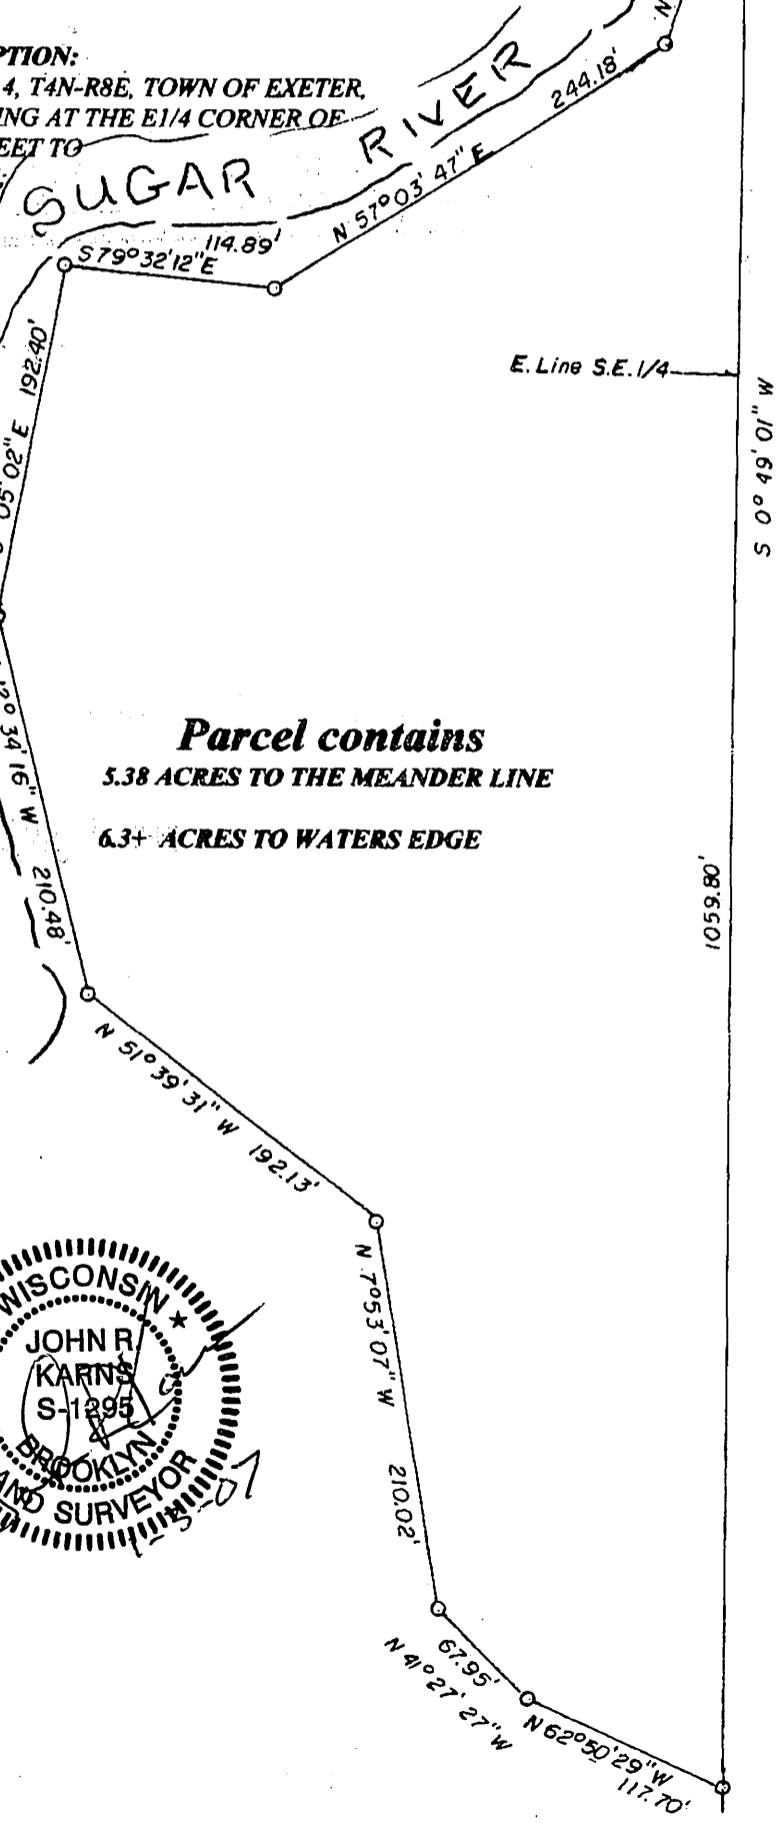 PTION:
4, T4N-R8E, TOWN OF EXETER,
NG AT THE E1/4 CORNER OF
EET TO
N.
SUGAR RIVER
244.18'
N 57° 03' 47" E
114.89'
S 79° 32' 12" E
192.40'
05' 02" E
E. Line S.E. 1/4
S 0° 49' 01" W
Parcel contains
5.38 ACRES TO THE MEANDER LINE
6.3+ ACRES TO WATERS EDGE
34' 16" W
210.48'
1059.80'
N 51° 39' 31" W 192.13'
WISCONSIN ★
JOHN R.
KARNS
S-1295
BROOKLYN
AND SURVEYOR
N 7° 53' 07" W
210.02'
67.95'
N 41° 27' 27" W
N 62° 50' 29" W
117.70'